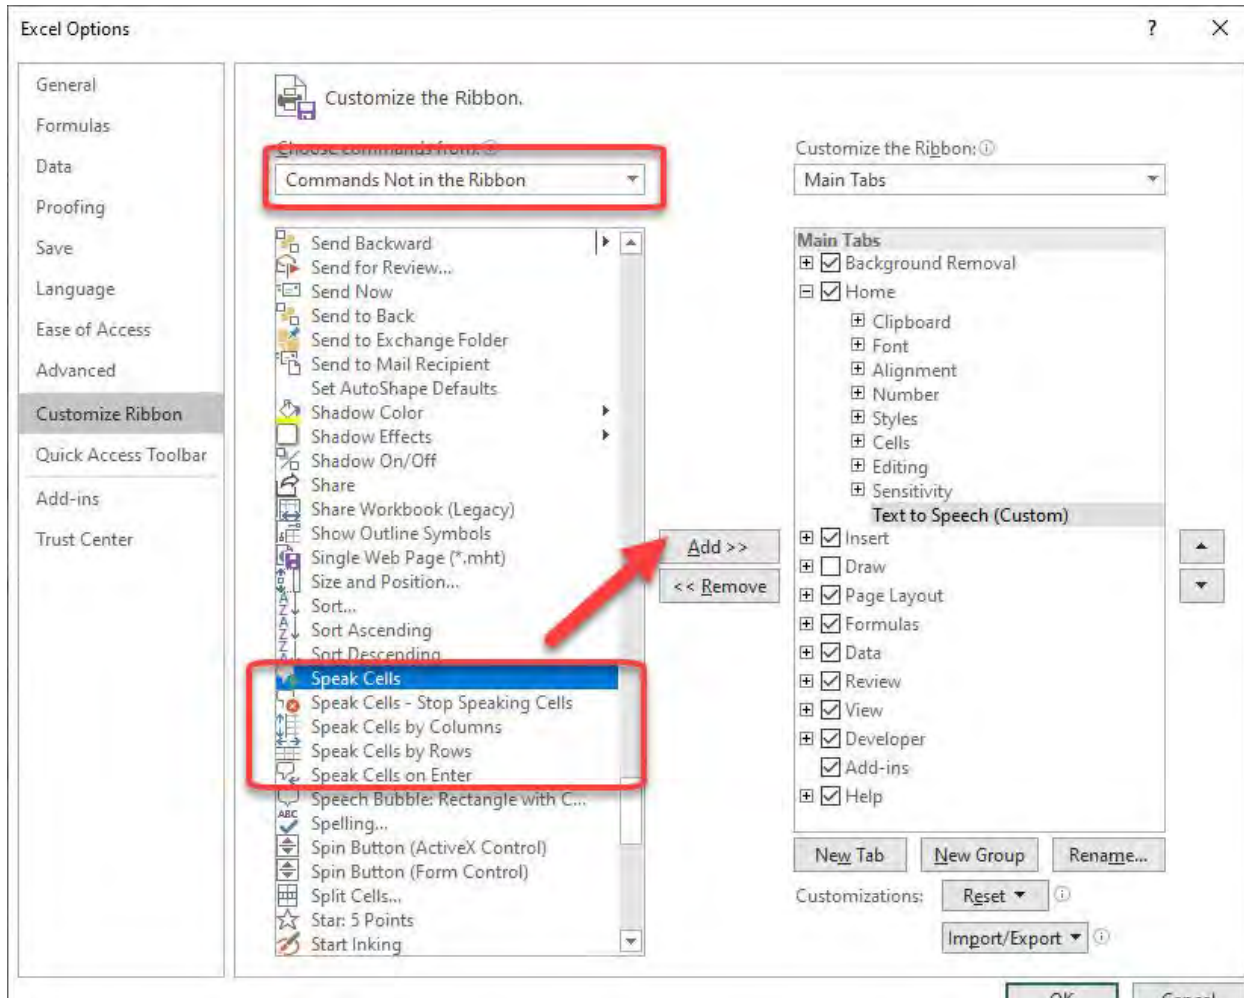 Excel Options
?
General
Formulas
Data
Proofing
Save
Language
Ease of Access
Advanced
Customize Ribbon
Quick Access Toolbar
Add-ins
Trust Center
Customize the Ribbon.
Choose commands from:
Commands Not in the Ribbon
Send Backward
Send for Review...
Send Now
Send to Back
Send to Exchange Folder
Send to Mail Recipient
Set AutoShape Defaults
Shadow Color
Shadow Effects
Shadow On/Off
Share
Share Workbook (Legacy)
Show Outline Symbols
Single Web Page (*.mht)
Size and Position...
Sort...
Sort Ascending
Sort Descending
Speak Cells
Speak Cells - Stop Speaking Cells
Speak Cells by Columns
Speak Cells by Rows
Speak Cells on Enter
Speech Bubble: Rectangle with C...
ABC
Spelling...
Spin Button (ActiveX Control)
Spin Button (Form Control)
Split Cells...
Star: 5 Points
Start Inking
Add >>
<< Remove
Customize the Ribbon:
Main Tabs
Main Tabs
Background Removal
Home
Clipboard
Font
Alignment
Number
Styles
Cells
Editing
Sensitivity
Text to Speech (Custom)
Insert
Draw
Page Layout
Formulas
Data
Review
View
Developer
Add-ins
Help
New Tab
New Group
Rename...
Customizations:
Reset
Import/Export
OK
Cancel